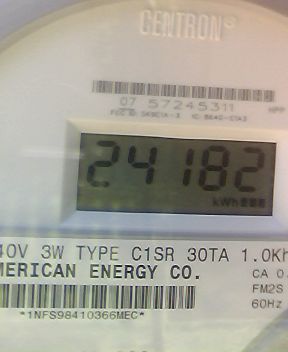 CENTRON®
07 57245311
24182
kWh
40V 3W TYPE C1SR 30TA 1.0Kh
MERICAN ENERGY CO.
CA 0.
FM2S
60Hz
*1NFS98410366MEC*